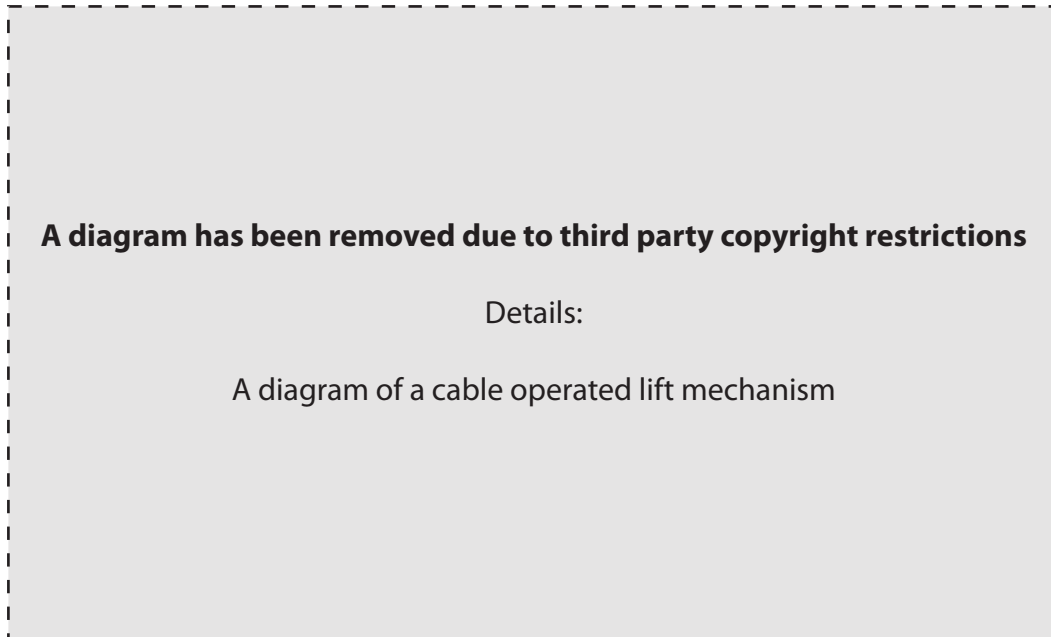 A diagram has been removed due to third party copyright restrictions
Details:
A diagram of a cable operated lift mechanism